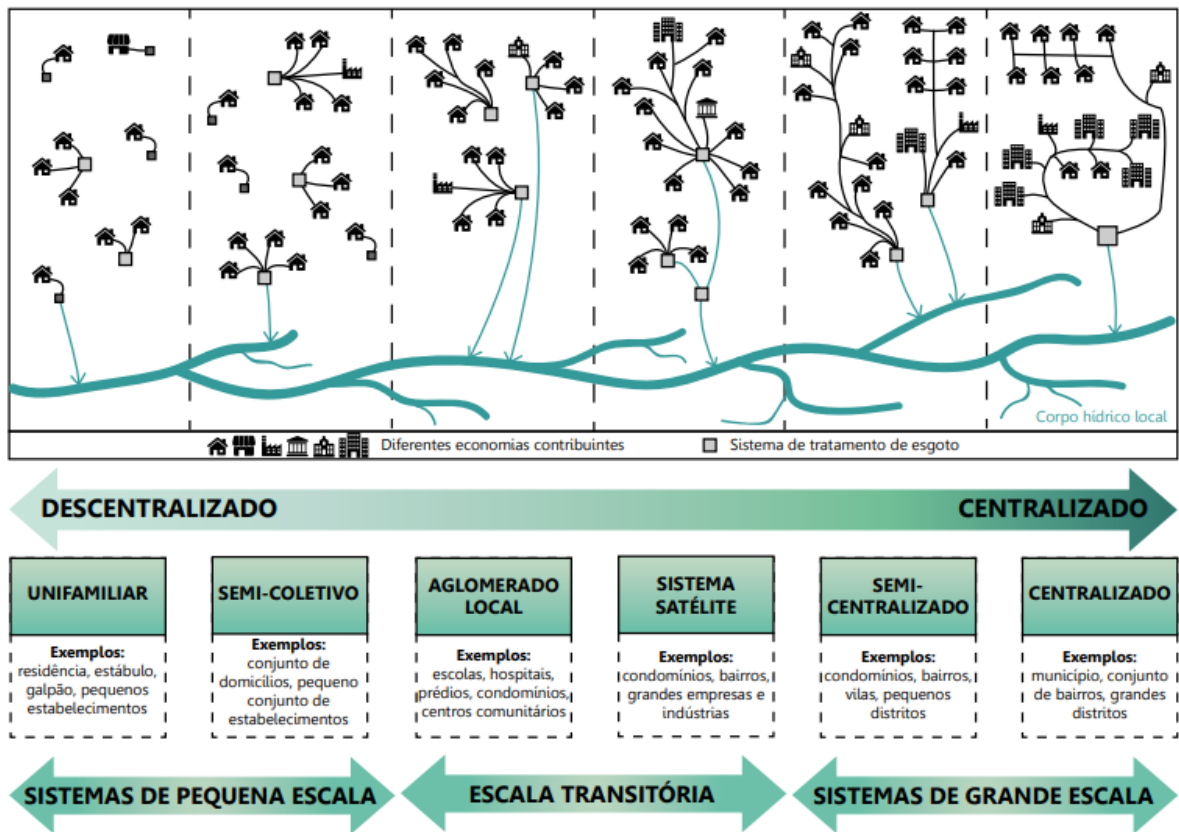 Corpo hídrico local
Diferentes economias contribuintes
Sistema de tratamento de esgoto
DESCENTRALIZADO
CENTRALIZADO
UNIFAMILIAR
Exemplos:
residência, estábulo,
galpão, pequenos
estabelecimentos
SEMI-COLETIVO
Exemplos:
conjunto de
domicílios, pequeno
conjunto de
estabelecimentos
AGLOMERADO
LOCAL
Exemplos:
escolas, hospitais,
prédios, condomínios,
centros comunitários
SISTEMA
SATÉLITE
Exemplos:
condomínios, bairros,
grandes empresas e
indústrias
SEMI-
CENTRALIZADO
Exemplos:
condomínios, bairros,
vilas, pequenos
distritos
CENTRALIZADO
Exemplos:
município, conjunto
de bairros, grandes
distritos
SISTEMAS DE PEQUENA ESCALA
ESCALA TRANSITÓRIA
SISTEMAS DE GRANDE ESCALA